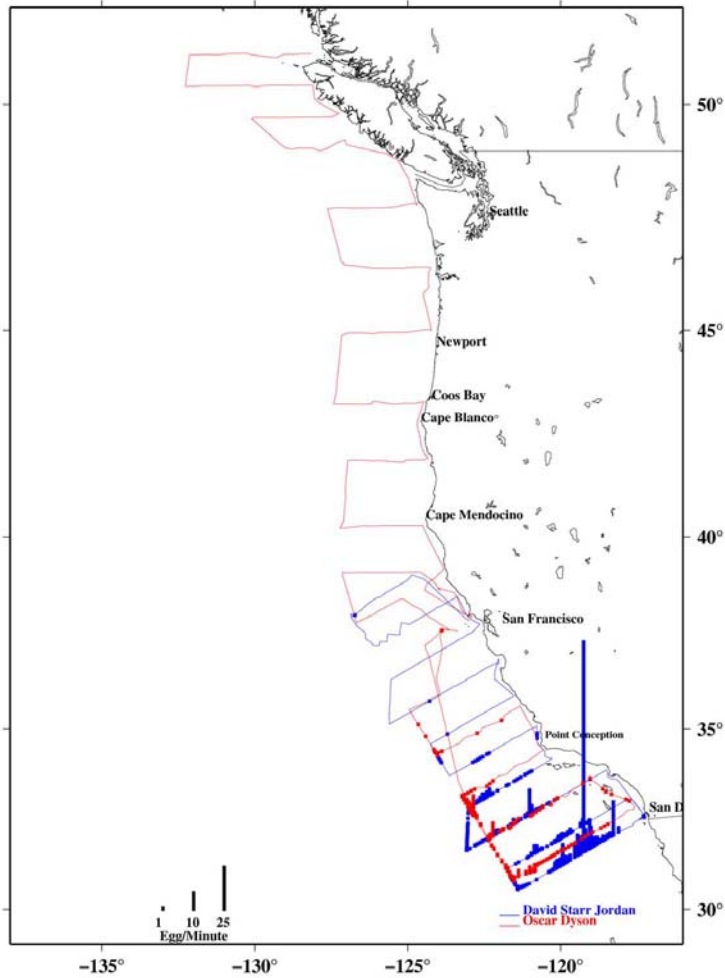 50°
Seattle
45°
Newport
Coos Bay
Cape Blanco
Cape Mendocino
40°
San Francisco
35°
Point Conception
San D
1 10 25
Egg/Minute
David Starr Jordan
Oscar Dyson
30°
−135° −130° −125° −120°